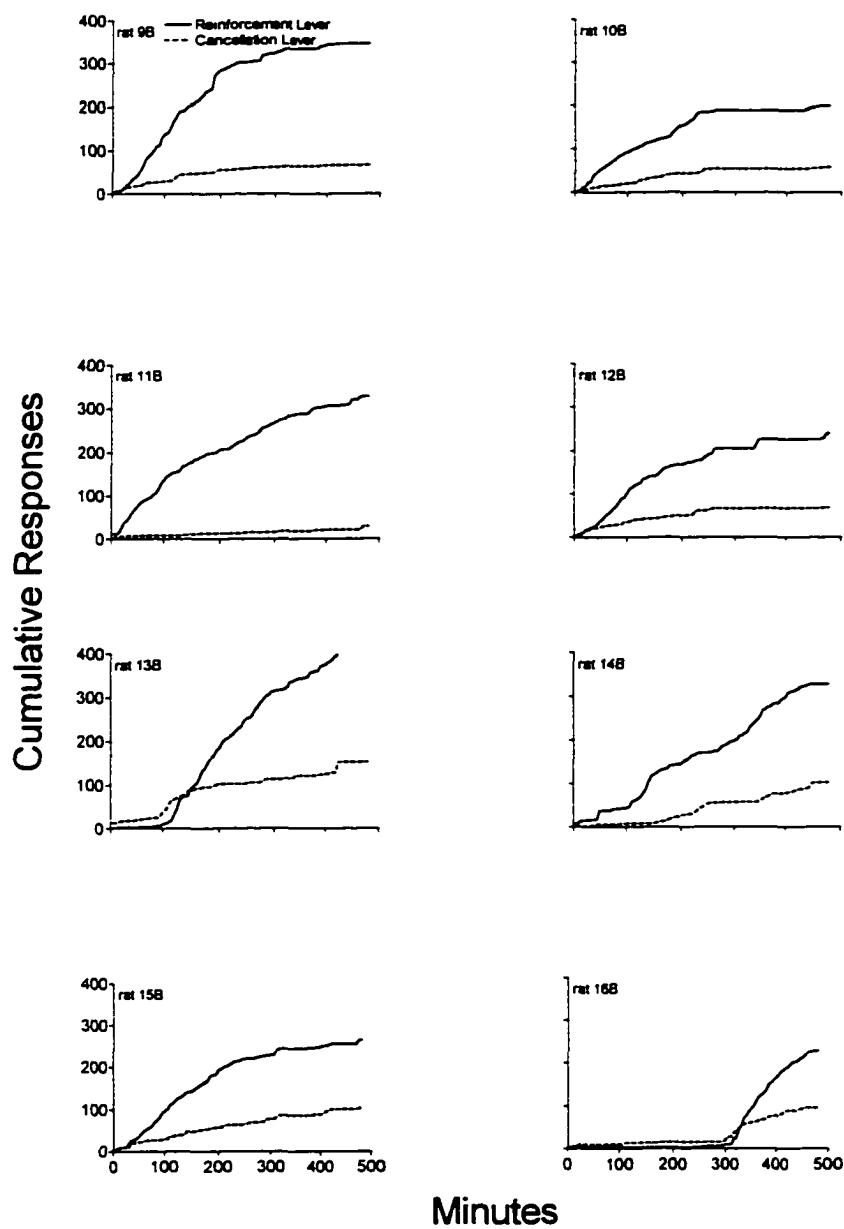 rat 9B
Reinforcement Lever
Cancellation Lever
400
300
200
100
0
rat 10B
rat 11B
400
300
200
100
0
rat 12B
Cumulative Responses
rat 13B
400
300
200
100
0
rat 14B
rat 15B
400
300
200
100
0
0 100 200 300 400 500
rat 16B
0 100 200 300 400 500
Minutes